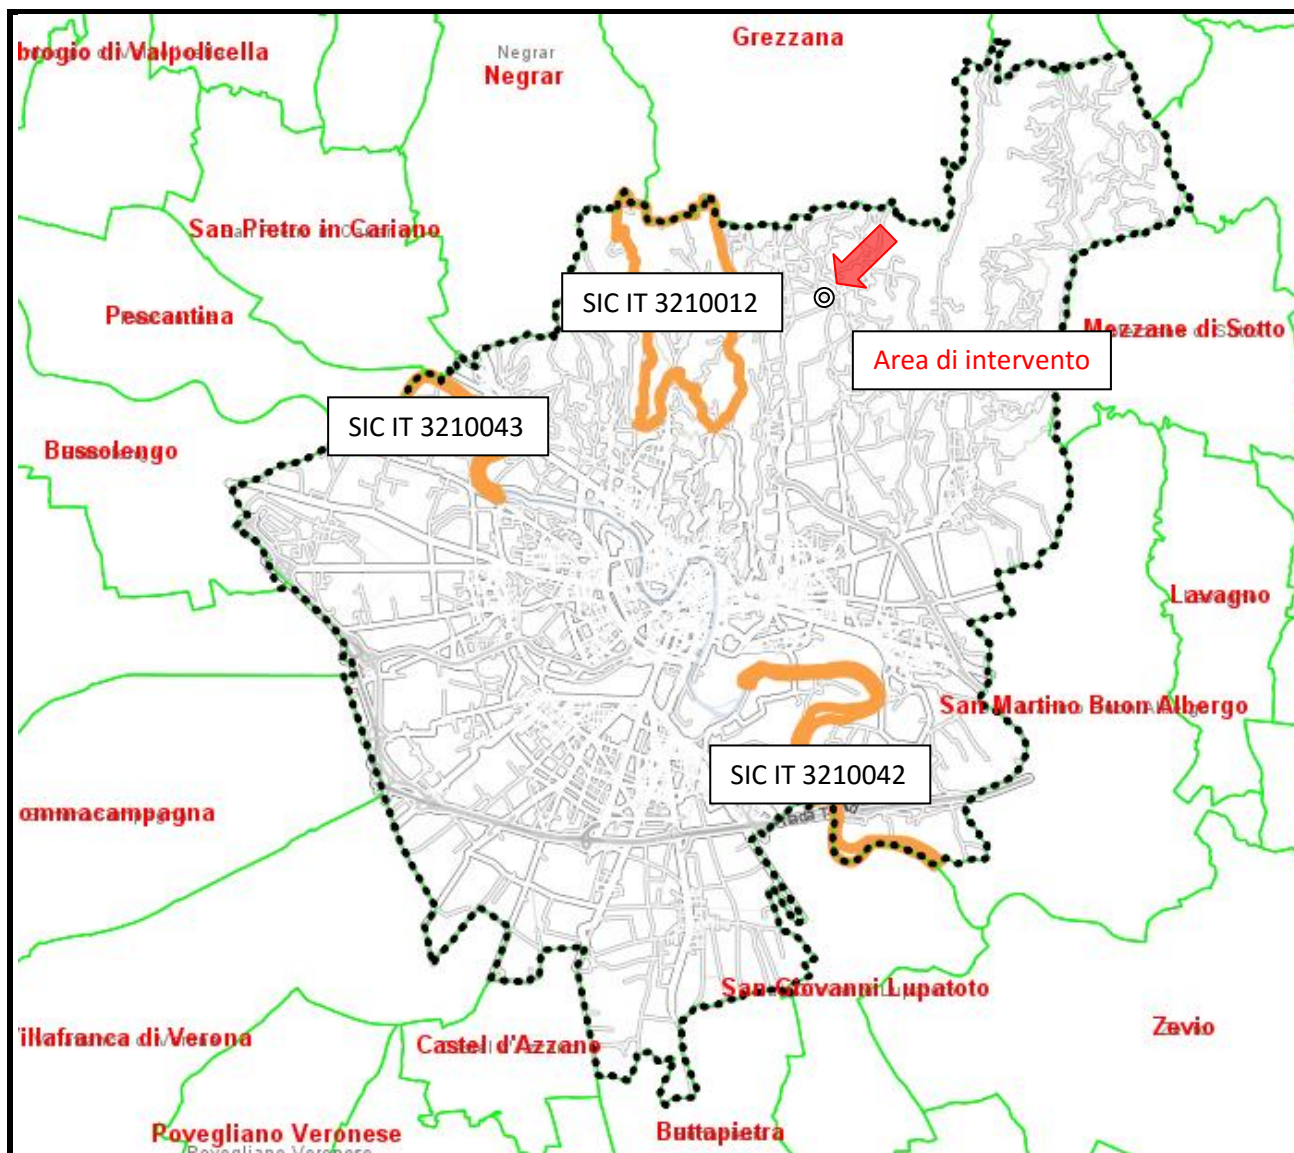 Grezzana
brogio di Valpolicella
Negrar
Negrar
San Pietro in Cariano
SIC IT 3210012
Pescantina
Mezzane di Sotto
Area di intervento
SIC IT 3210043
Bussolengo
Lavagno
San Martino Buon Albergo
SIC IT 3210042
ommacampagna
San Giovanni Lupatoto
Zevio
illafranca di Verona
Castel d'Azzano
Povegliano Veronese
Buttapietra
Povegliano Veronese